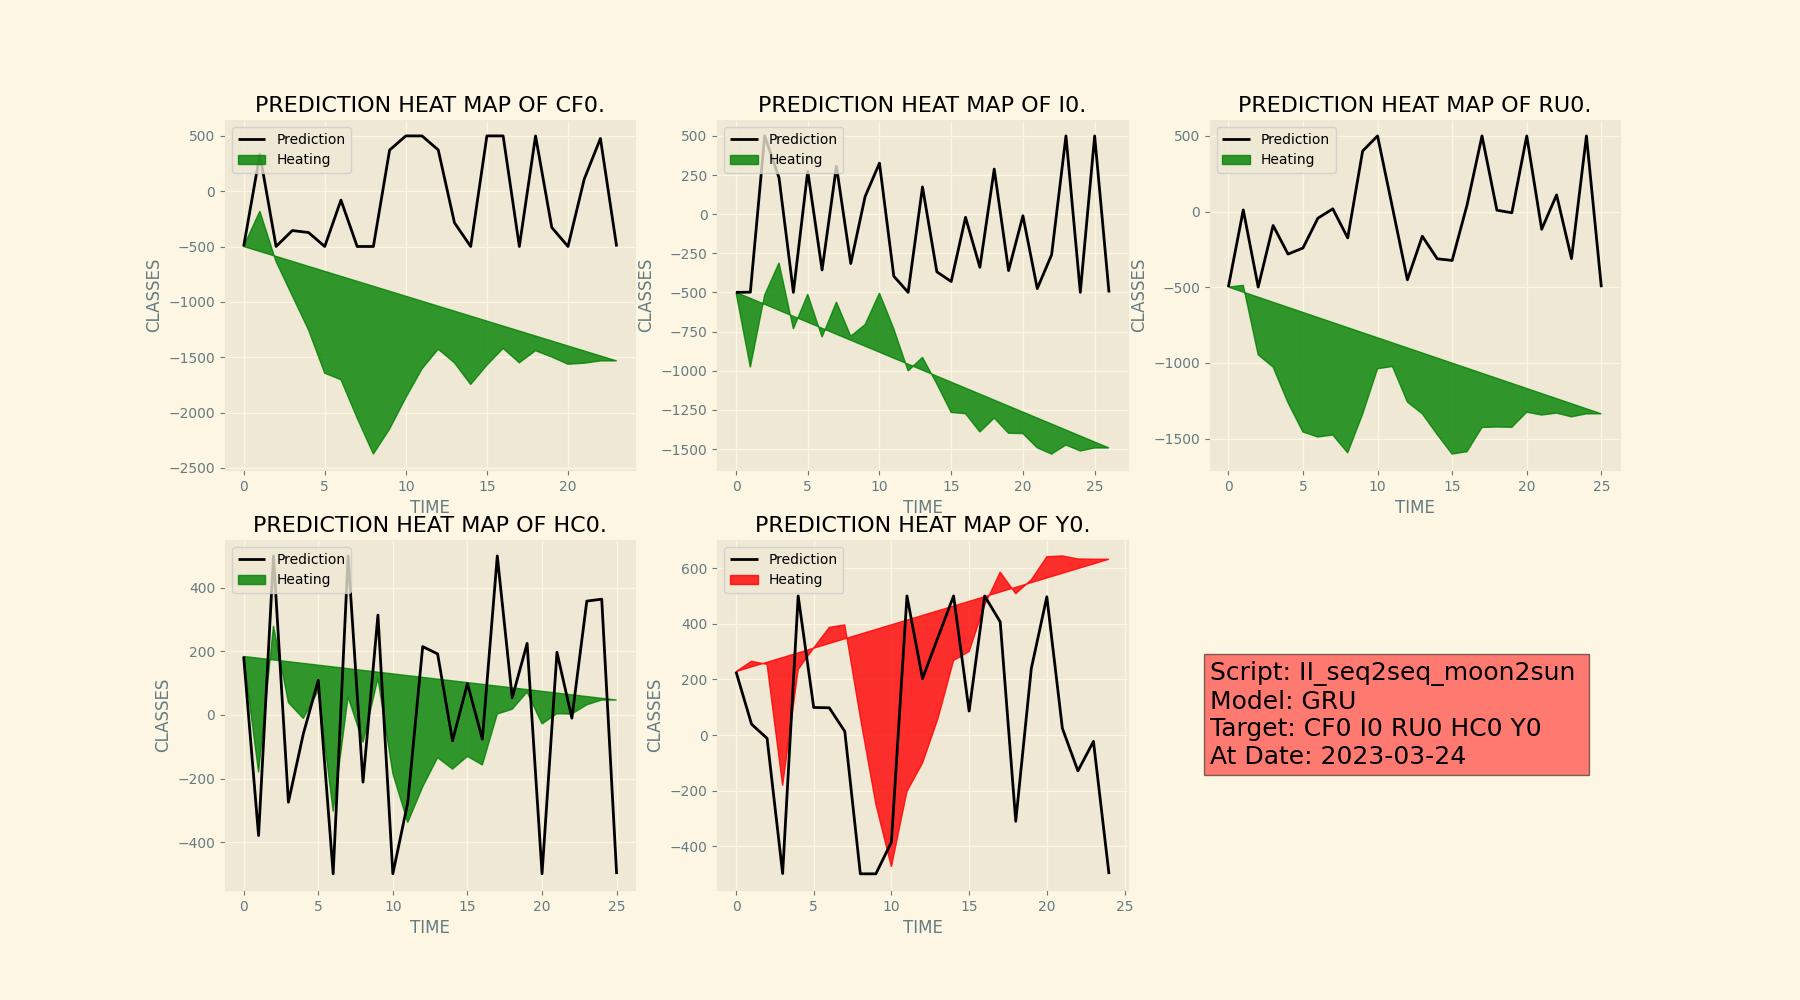 PREDICTION HEAT MAP OF CF0.
Prediction
Heating
500
0
−500
−1000
−1500
−2000
−2500
CLASSES
0 5 10 15 20
TIME
PREDICTION HEAT MAP OF I0.
Prediction
Heating
500
250
0
−250
−500
−750
−1000
−1250
−1500
CLASSES
0 5 10 15 20 25
TIME
PREDICTION HEAT MAP OF RU0.
Prediction
Heating
500
0
−500
−1000
−1500
CLASSES
0 5 10 15 20 25
TIME
PREDICTION HEAT MAP OF HC0.
Prediction
Heating
400
200
0
−200
−400
CLASSES
0 5 10 15 20 25
TIME
PREDICTION HEAT MAP OF Y0.
Prediction
Heating
600
400
200
0
−200
−400
CLASSES
0 5 10 15 20 25
TIME
Script: II_seq2seq_moon2sun
Model: GRU
Target: CF0 I0 RU0 HC0 Y0
At Date: 2023-03-24